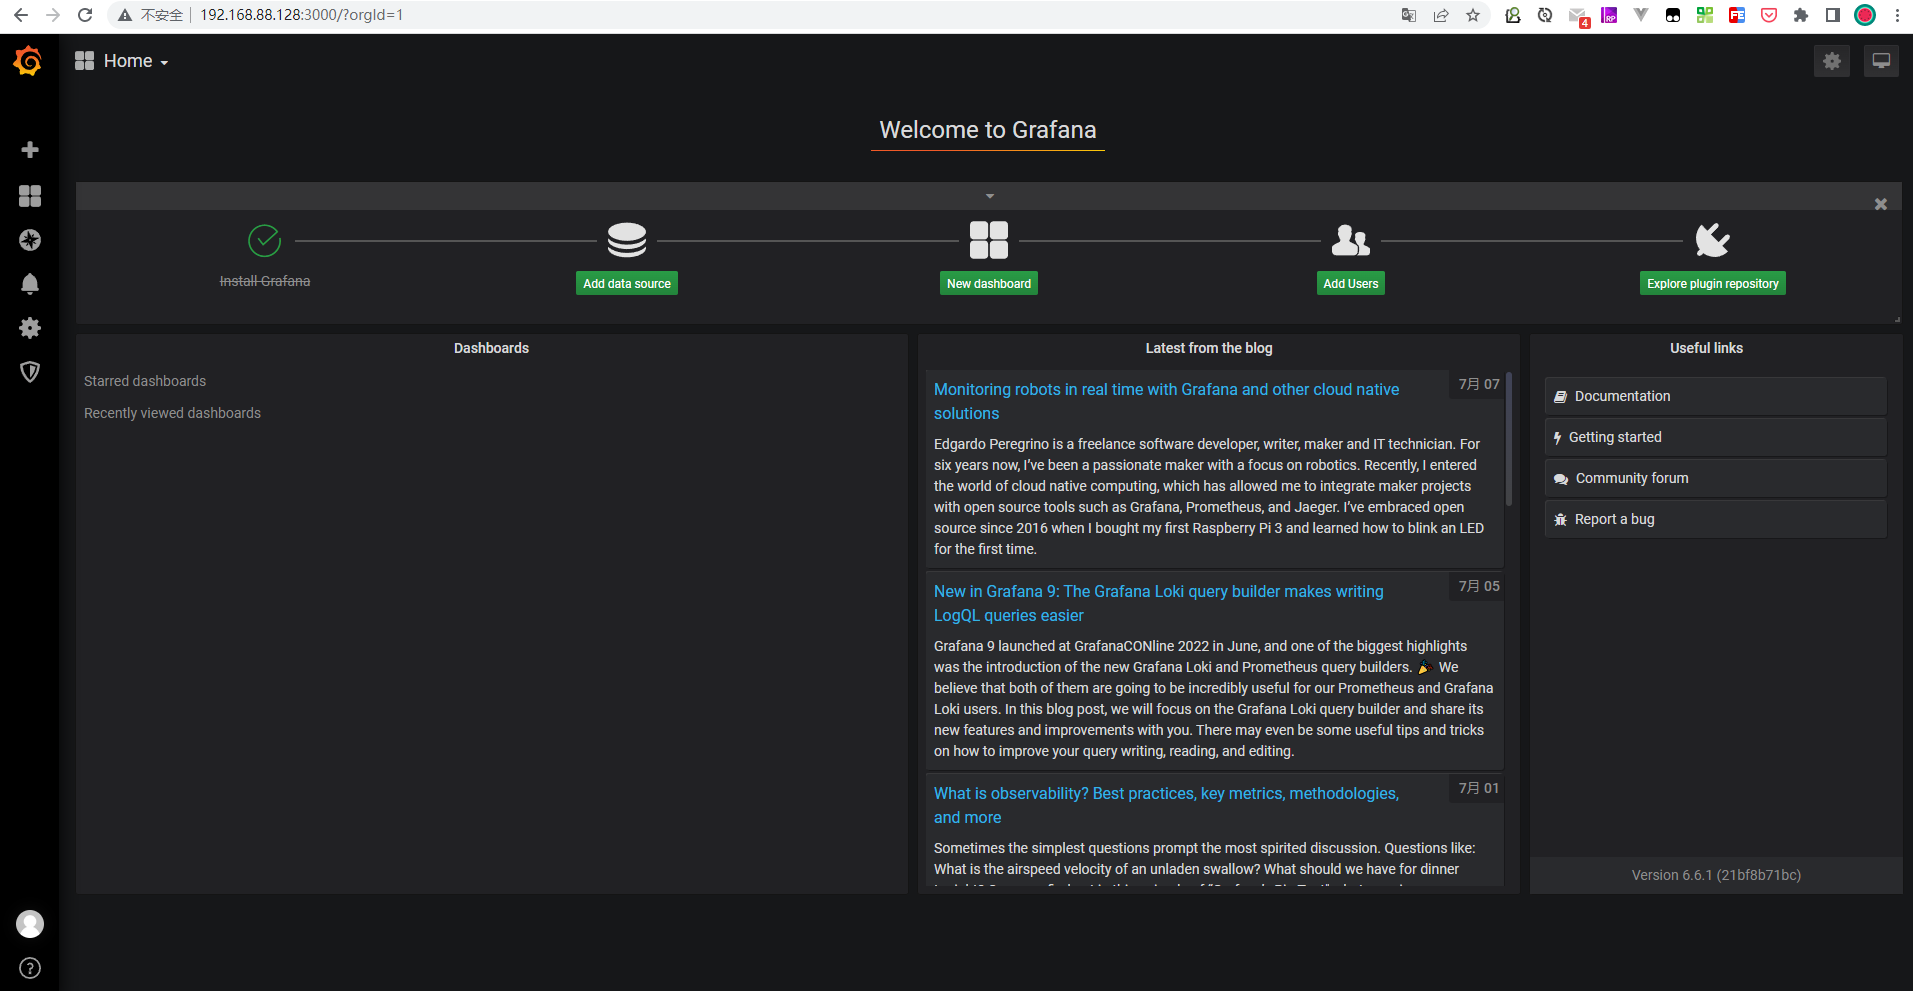 不安全 192.168.88.128:3000/?orgId=1
4
RP
Home
Welcome to Grafana
Install Grafana
Add data source
New dashboard
Add Users
Explore plugin repository
Dashboards
Starred dashboards
Recently viewed dashboards
Latest from the blog
Monitoring robots in real time with Grafana and other cloud native
solutions
7月 07
Edgardo Peregrino is a freelance software developer, writer, maker and IT technician. For
six years now, I’ve been a passionate maker with a focus on robotics. Recently, I entered
the world of cloud native computing, which has allowed me to integrate maker projects
with open source tools such as Grafana, Prometheus, and Jaeger. I’ve embraced open
source since 2016 when I bought my first Raspberry Pi 3 and learned how to blink an LED
for the first time.
New in Grafana 9: The Grafana Loki query builder makes writing
LogQL queries easier
7月 05
Grafana 9 launched at GrafanaCONline 2022 in June, and one of the biggest highlights
was the introduction of the new Grafana Loki and Prometheus query builders. 🎉 We
believe that both of them are going to be incredibly useful for our Prometheus and Grafana
Loki users. In this blog post, we will focus on the Grafana Loki query builder and share its
new features and improvements with you. There may even be some useful tips and tricks
on how to improve your query writing, reading, and editing.
What is observability? Best practices, key metrics, methodologies,
and more
7月 01
Sometimes the simplest questions prompt the most spirited discussion. Questions like:
What is the airspeed velocity of an unladen swallow? What should we have for dinner
Useful links
Documentation
Getting started
Community forum
Report a bug
Version 6.6.1 (21bf8b71bc)